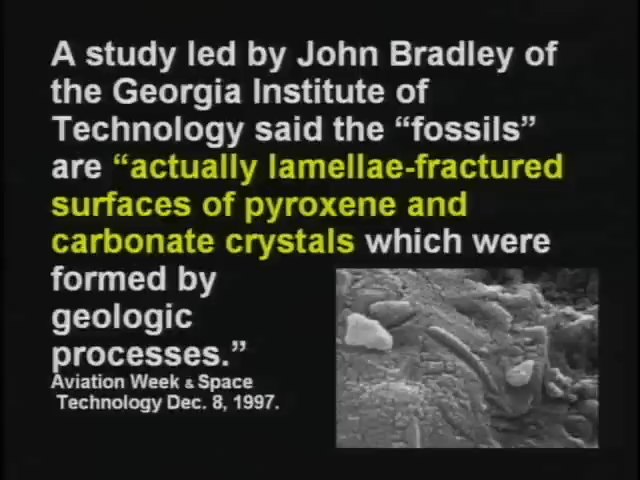 A study led by John Bradley of
the Georgia Institute of
Technology said the “fossils”
are “actually lamellae-fractured
surfaces of pyroxene and
carbonate crystals which were
formed by
geologic
processes.”
Aviation Week & Space
Technology Dec. 8, 1997.